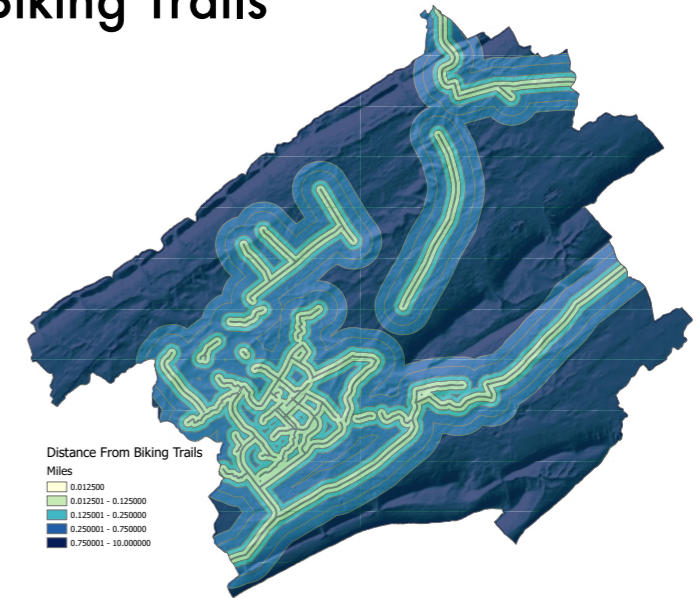 Biking Trails
Distance From Biking Trails
Miles
0.012500
0.012501 - 0.125000
0.125001 - 0.250000
0.250001 - 0.750000
0.750001 - 10.000000